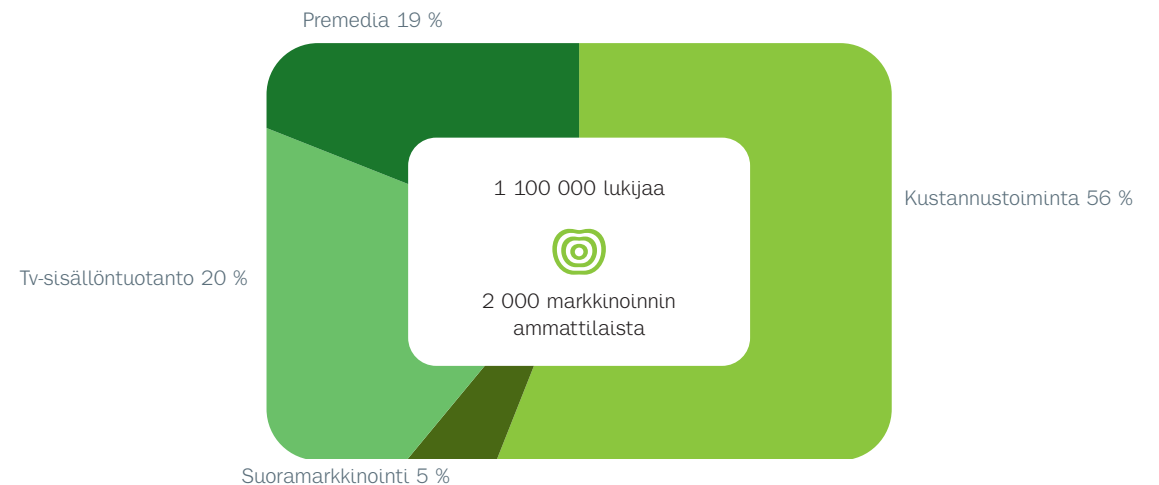 Premedia 19 %
1 100 000 lukijaa
Kustannustoiminta 56 %
Tv-sisällöntuotanto 20 %
2 000 markkinoinnin
ammattilaista
Suoramarkkinointi 5 %